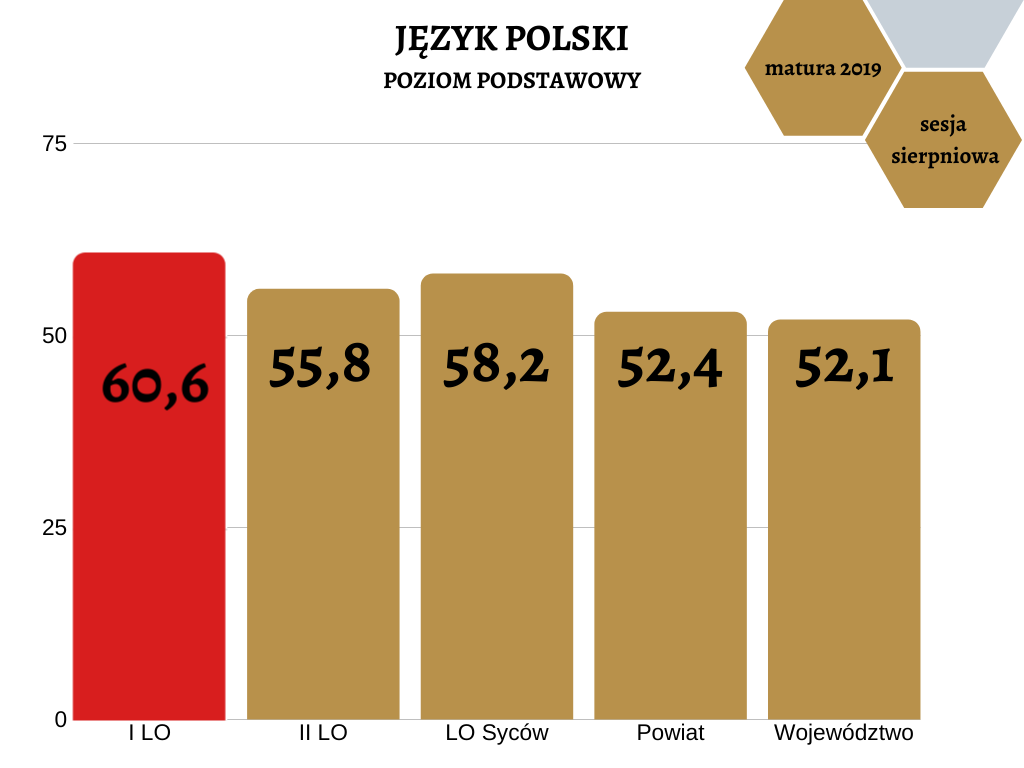 JĘZYK POLSKI
POZIOM PODSTAWOWY
matura 2019
sesja
sierpniowa
75
50
25
0
60,6
55,8
58,2
52,4
52,1
I LO
II LO
LO Syców
Powiat
Województwo